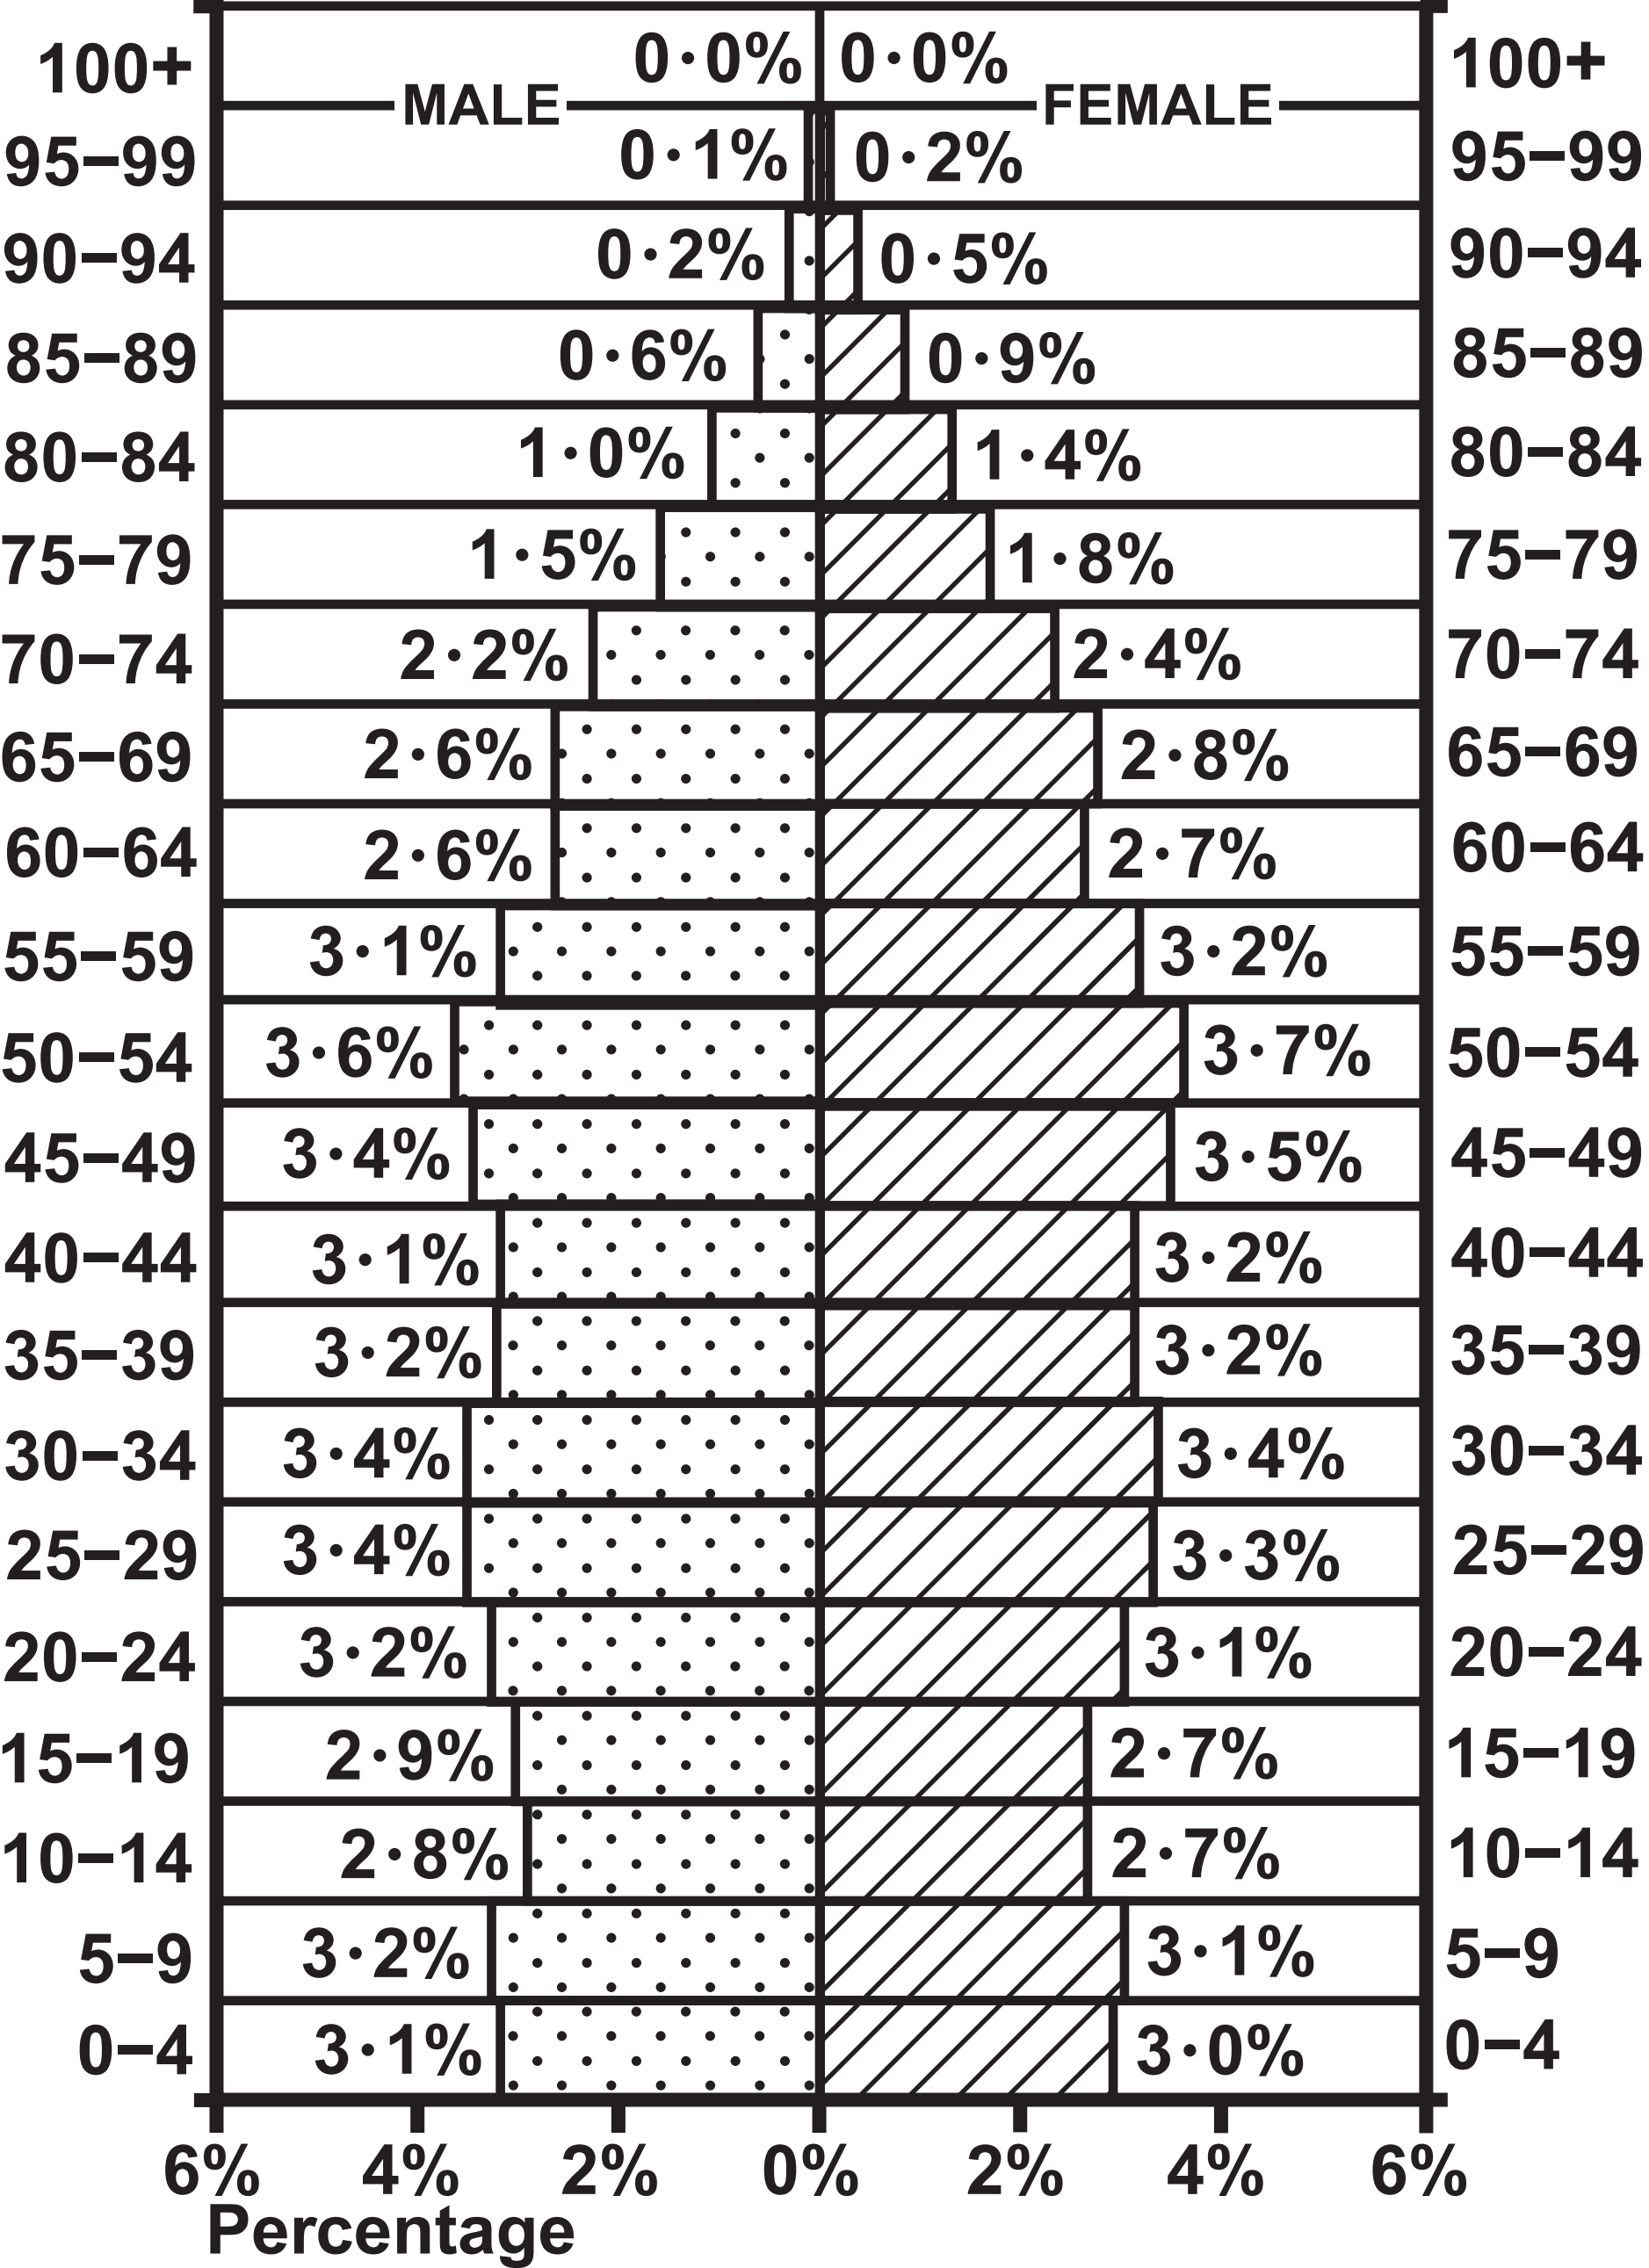 100+ 0·0% 0·0% 100+
MALE FEMALE
95–99 0·1% 0·2% 95–99
90–94 0·2% 0·5% 90–94
85–89 0·6% 0·9% 85–89
80–84 1·0% 1·4% 80–84
75–79 1·5% 1·8% 75–79
70–74 2·2% 2·4% 70–74
65–69 2·6% 2·8% 65–69
60–64 2·6% 2·7% 60–64
55–59 3·1% 3·2% 55–59
50–54 3·6% 3·7% 50–54
45–49 3·4% 3·5% 45–49
40–44 3·1% 3·2% 40–44
35–39 3·2% 3·2% 35–39
30–34 3·4% 3·4% 30–34
25–29 3·4% 3·3% 25–29
20–24 3·2% 3·1% 20–24
15–19 2·9% 2·7% 15–19
10–14 2·8% 2·7% 10–14
5–9 3·2% 3·1% 5–9
0–4 3·1% 3·0% 0–4
6% 4% 2% 0% 2% 4% 6%
Percentage